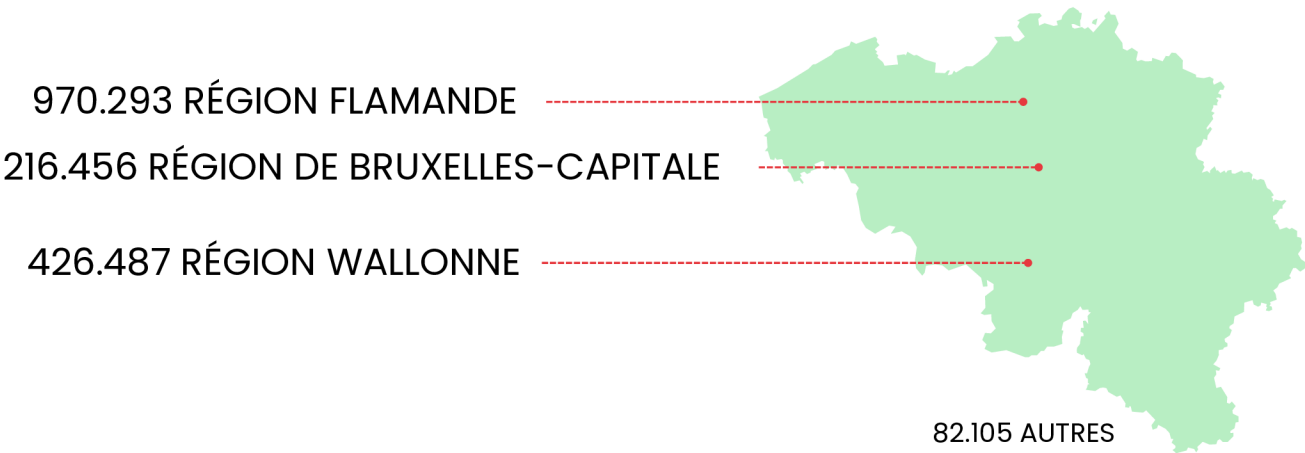 970.293 RÉGION FLAMANDE
216.456 RÉGION DE BRUXELLES-CAPITALE
426.487 RÉGION WALLONNE
82.105 AUTRES